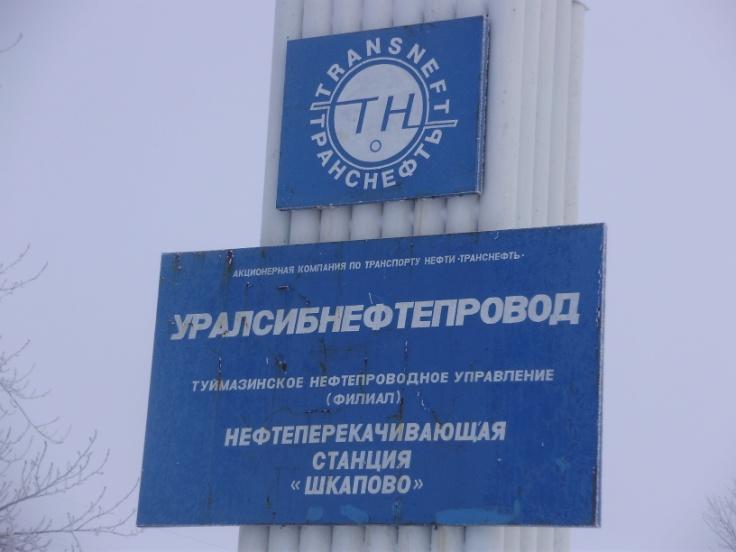 TRANSNEFT
ТН
ТРАНСНЕФТЬ
АКЦИОНЕРНАЯ КОМПАНИЯ ПО ТРАНСПОРТУ НЕФТИ «ТРАНСНЕФТЬ»
УРАЛСИБНЕФТЕПРОВОД
ТУЙМАЗИНСКОЕ НЕФТЕПРОВОДНОЕ УПРАВЛЕНИЕ
(ФИЛИАЛ)
НЕФТЕПЕРЕКАЧИВАЮЩАЯ
СТАНЦИЯ
«ШКАПОВО»